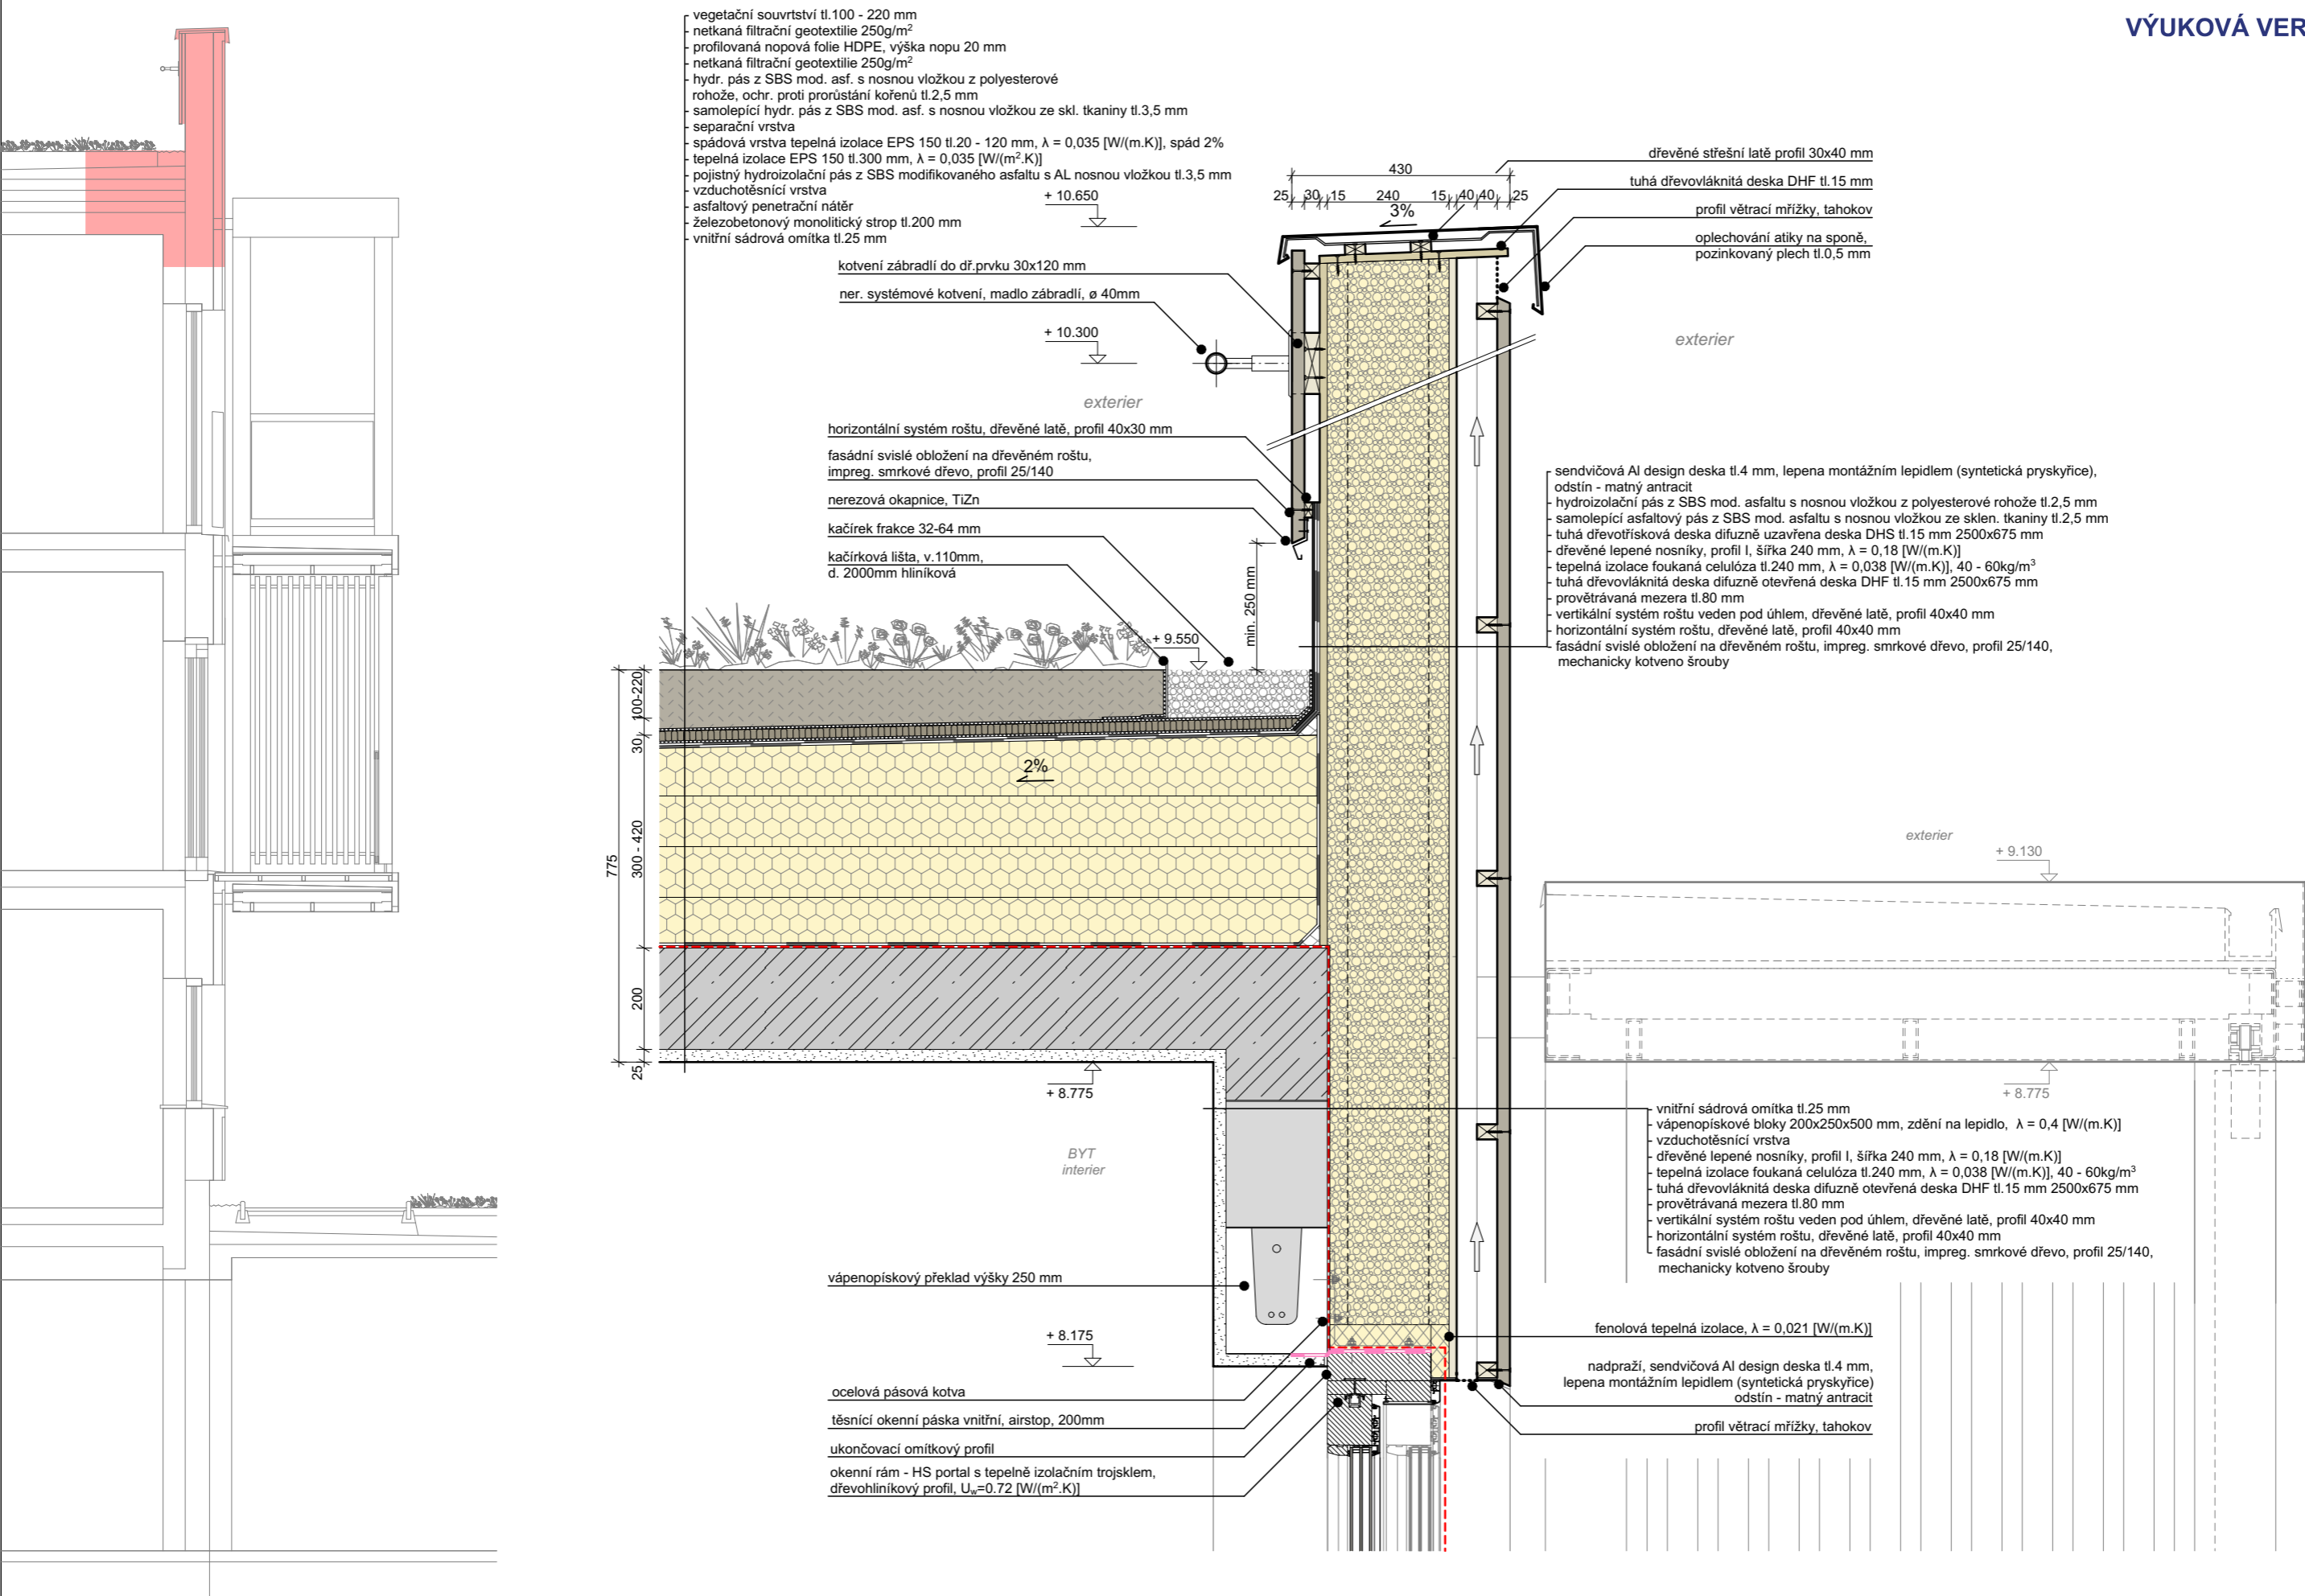 VÝUKOVÁ VER
vegetační souvrtství tl.100 - 220 mm
netkaná filtrační geotextilie 250g/m²
profilovaná nopová folie HDPE, výška nopu 20 mm
netkaná filtrační geotextilie 250g/m²
hydr. pás z SBS mod. asf. s nosnou vložkou z polyesterové
rohože, ochr. proti prorůstání kořenů tl.2,5 mm
samolepící hydr. pás z SBS mod. asf. s nosnou vložkou ze skl. tkaniny tl.3,5 mm
separační vrstva
spádová vrstva tepelná izolace EPS 150 tl.20 - 120 mm, λ = 0,035 [W/(m.K)], spád 2%
tepelná izolace EPS 150 tl.300 mm, λ = 0,035 [W/(m².K)]
pojistný hydroizolační pás z SBS modifikovaného asfaltu s AL nosnou vložkou tl.3,5 mm
vzduchotěsnící vrstva
asfaltový penetrační nátěr
železobetonový monolitický strop tl.200 mm
vnitřní sádrová omítka tl.25 mm
+ 10.650
430
25 30 15 240 15 40 40 25
3%
dřevěné střešní latě profil 30x40 mm
tuhá dřevovláknitá deska DHF tl.15 mm
profil větrací mřížky, tahokov
oplechování atiky na sponě,
pozinkovaný plech tl.0,5 mm
kotvení zábradlí do dř.prvku 30x120 mm
ner. systémové kotvení, madlo zábradlí, ø 40mm
+ 10.300
exterier
exterier
horizontální systém roštu, dřevěné latě, profil 40x30 mm
fasádní svislé obložení na dřevěném roštu,
impreg. smrkové dřevo, profil 25/140
nerezová okapnice, TiZn
kačírek frakce 32-64 mm
kačírková lišta, v.110mm,
d. 2000mm hliníková
min. 250 mm
+ 9.550
sendvičová Al design deska tl.4 mm, lepena montážním lepidlem (syntetická pryskyřice),
odstín - matný antracit
hydroizolační pás z SBS mod. asfaltu s nosnou vložkou z polyesterové rohože tl.2,5 mm
samolepící asfaltový pás z SBS mod. asfaltu s nosnou vložkou ze sklen. tkaniny tl.2,5 mm
tuhá dřevotřísková deska difuzně uzavřena deska DHS tl.15 mm 2500x675 mm
dřevěné lepené nosníky, profil I, šířka 240 mm, λ = 0,18 [W/(m.K)]
tepelná izolace foukaná celulóza tl.240 mm, λ = 0,038 [W/(m.K)], 40 - 60kg/m³
tuhá dřevovláknitá deska difuzně otevřená deska DHF tl.15 mm 2500x675 mm
provětrávaná mezera tl.80 mm
vertikální systém roštu veden pod úhlem, dřevěné latě, profil 40x40 mm
horizontální systém roštu, dřevěné latě, profil 40x40 mm
fasádní svislé obložení na dřevěném roštu, impreg. smrkové dřevo, profil 25/140,
mechanicky kotveno šrouby
100-220
30
2%
300 - 420
775
200
25
exterier
+ 9.130
+ 8.775
+ 8.775
BYT
interier
vnitřní sádrová omítka tl.25 mm
vápenopískové bloky 200x250x500 mm, zdění na lepidlo, λ = 0,4 [W/(m.K)]
vzduchotěsnící vrstva
dřevěné lepené nosníky, profil I, šířka 240 mm, λ = 0,18 [W/(m.K)]
tepelná izolace foukaná celulóza tl.240 mm, λ = 0,038 [W/(m.K)], 40 - 60kg/m³
tuhá dřevovláknitá deska difuzně otevřená deska DHF tl.15 mm 2500x675 mm
provětrávaná mezera tl.80 mm
vertikální systém roštu veden pod úhlem, dřevěné latě, profil 40x40 mm
horizontální systém roštu, dřevěné latě, profil 40x40 mm
fasádní svislé obložení na dřevěném roštu, impreg. smrkové dřevo, profil 25/140,
mechanicky kotveno šrouby
vápenopískový překlad výšky 250 mm
+ 8.175
fenolová tepelná izolace, λ = 0,021 [W/(m.K)]
nadpraží, sendvičová Al design deska tl.4 mm,
lepena montážním lepidlem (syntetická pryskyřice)
odstín - matný antracit
profil větrací mřížky, tahokov
ocelová pásová kotva
těsnící okenní páska vnitřní, airstop, 200mm
ukončovací omítkový profil
okenní rám - HS portal s tepelně izolačním trojsklem,
dřevohliníkový profil, Uw=0.72 [W/(m².K)]